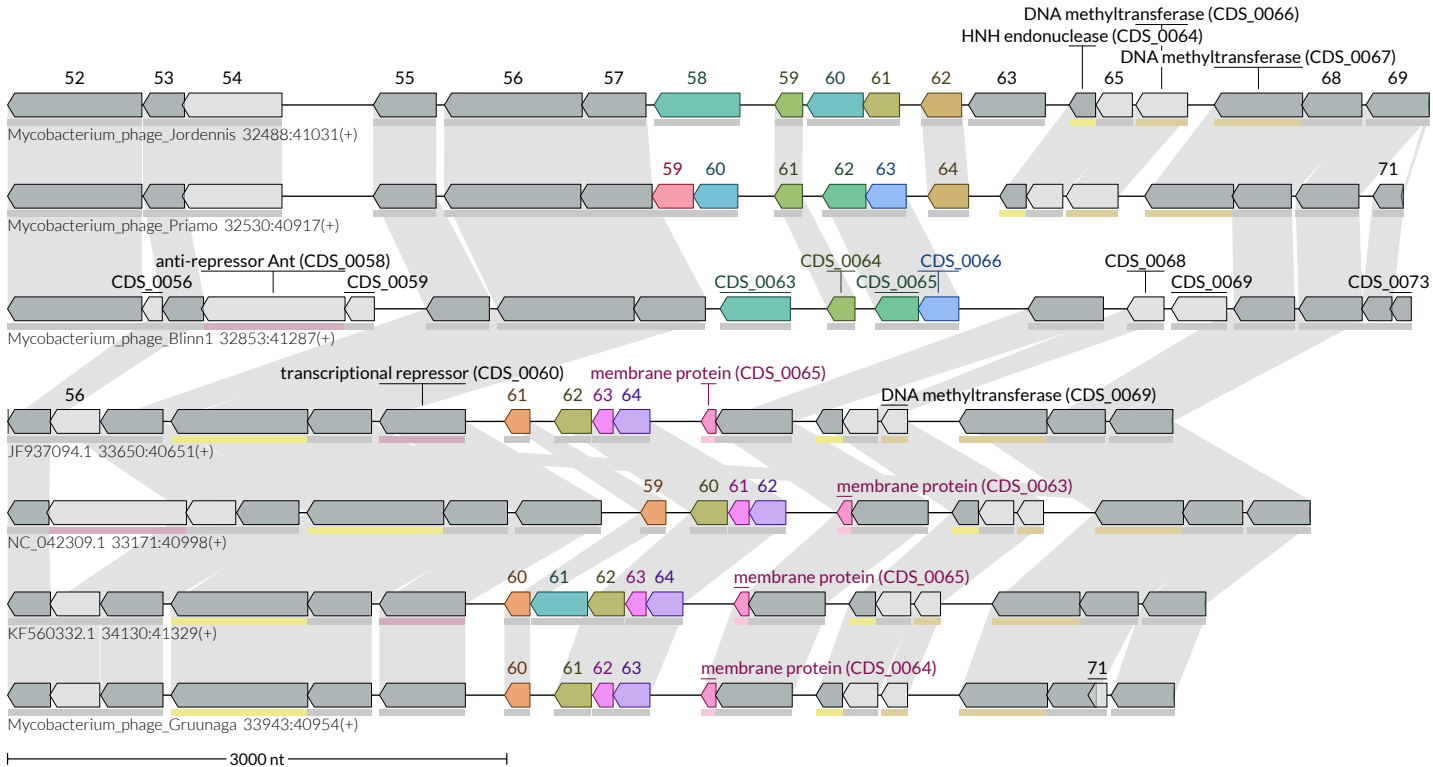 DNA methyltransferase (CDS_0066)
HNH endonuclease (CDS_0064)
DNA methyltransferase (CDS_0067)
52 53 54 55 56 57 58 59 60 61 62 63 65 68 69
Mycobacterium_phage_Jordennis 32488:41031(+)
59 60 61 62 63 64 71
Mycobacterium_phage_Priamo 32530:40917(+)
anti-repressor Ant (CDS_0058) CDS_0064 CDS_0066 CDS_0068
CDS_0056 CDS_0059 CDS_0063 CDS_0065 CDS_0069 CDS_0073
Mycobacterium_phage_Blinn1 32853:41287(+)
transcriptional repressor (CDS_0060) membrane protein (CDS_0065)
56 61 62 63 64 DNA methyltransferase (CDS_0069)
JF937094.1 33650:40651(+)
59 60 61 62 membrane protein (CDS_0063)
NC_042309.1 33171:40998(+)
60 61 62 63 64 membrane protein (CDS_0065)
KF560332.1 34130:41329(+)
60 61 62 63 membrane protein (CDS_0064) 71
Mycobacterium_phage_Gruunaga 33943:40954(+)
3000 nt